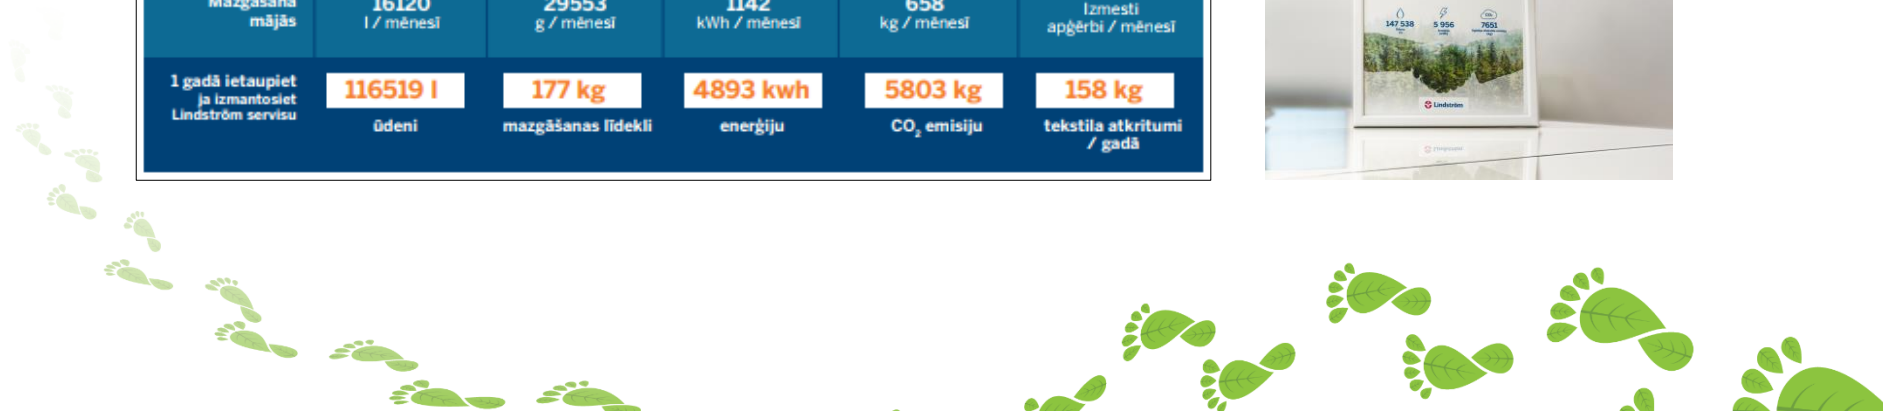 Mazgāšana
mājās
16120
l / mēnesī
29553
g / mēnesī
1142
kWh / mēnesī
658
kg / mēnesī
Izmesti
apģērbi / mēnesī
1 gadā ietaupiet
ja izmantosiet
Lindström servisu
116519 l
ūdeni
177 kg
mazgāšanas līdekli
4893 kwh
enerģiju
5803 kg
CO₂ emisiju
158 kg
tekstila atkritumi
/ gadā
147 538
5 956
7651
Lindström